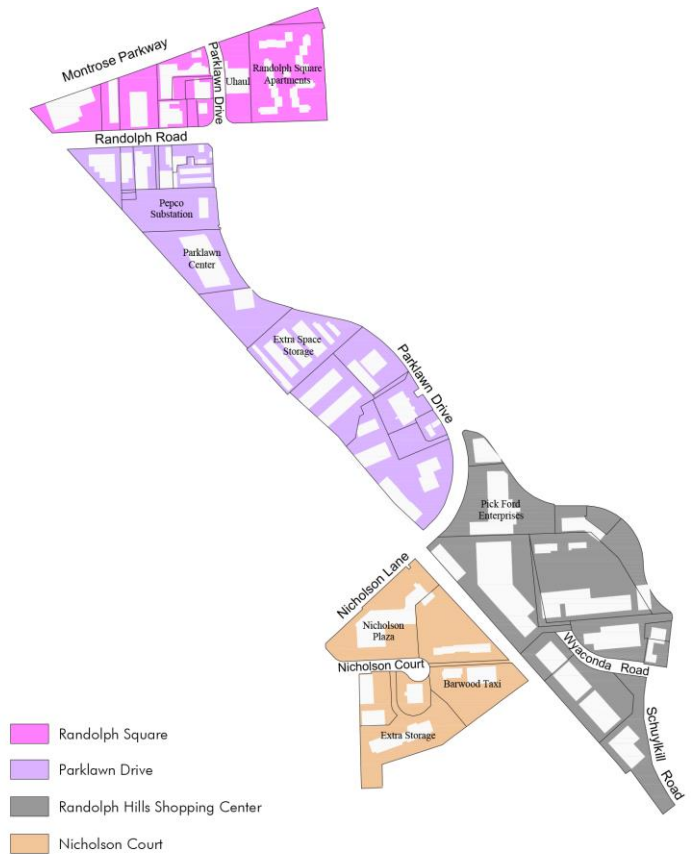 Montrose Parkway
Parklawn Drive
Uhaul
Randolph Square
Apartments
Randolph Road
Pepco
Substation
Parklawn
Center
Extra Space
Storage
Parklawn Drive
Pick Ford
Enterprises
Nicholson Lane
Nicholson
Plaza
Nicholson Court
Wyaconda Road
Barwood Taxi
Schuylkill Road
Extra Storage
Randolph Square
Parklawn Drive
Randolph Hills Shopping Center
Nicholson Court